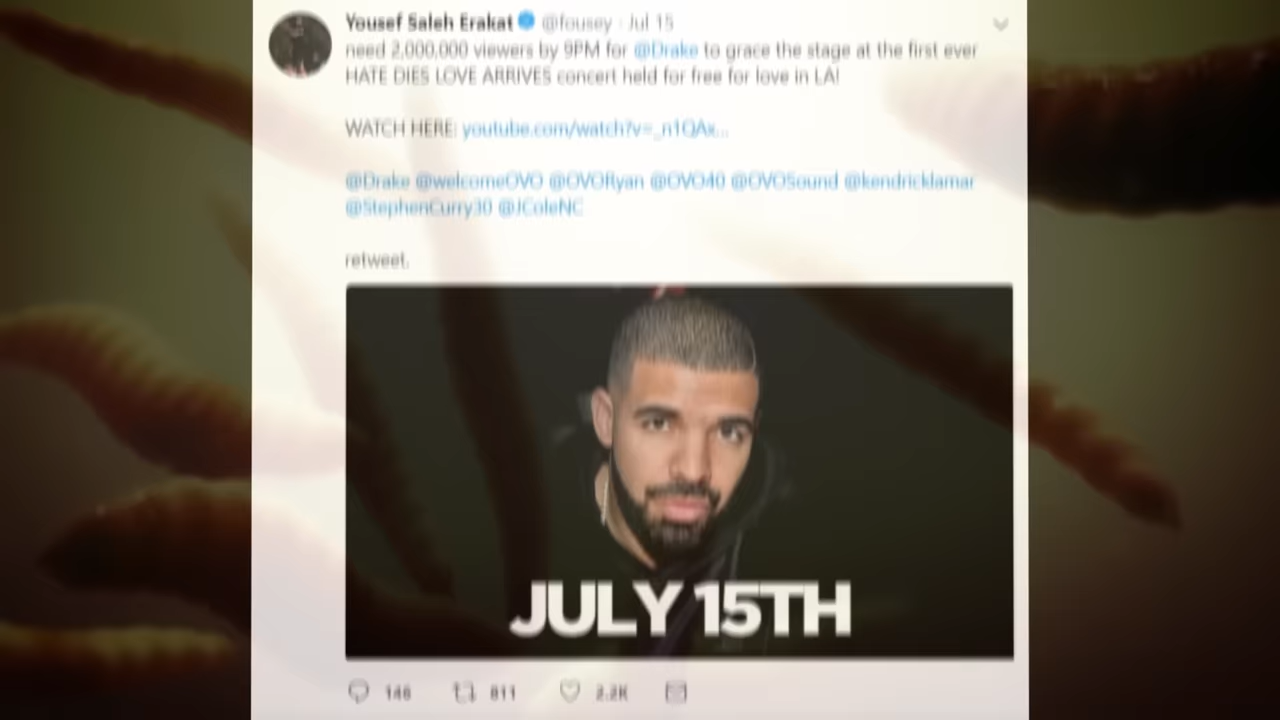 Yousef Saleh Erakat @fousey · Jul 15
need 2,000,000 viewers by 9PM for @Drake to grace the stage at the first ever
HATE DIES LOVE ARRIVES concert held for free for love in LA!
WATCH HERE: youtube.com/watch?v=_n1QAx...
@Drake @welcomeOVO @OVORyan @OVO40 @OVOSound @kendricklamar
@StephenCurry30 @JColeNC
retweet.
JULY 15TH
146 811 2.2K